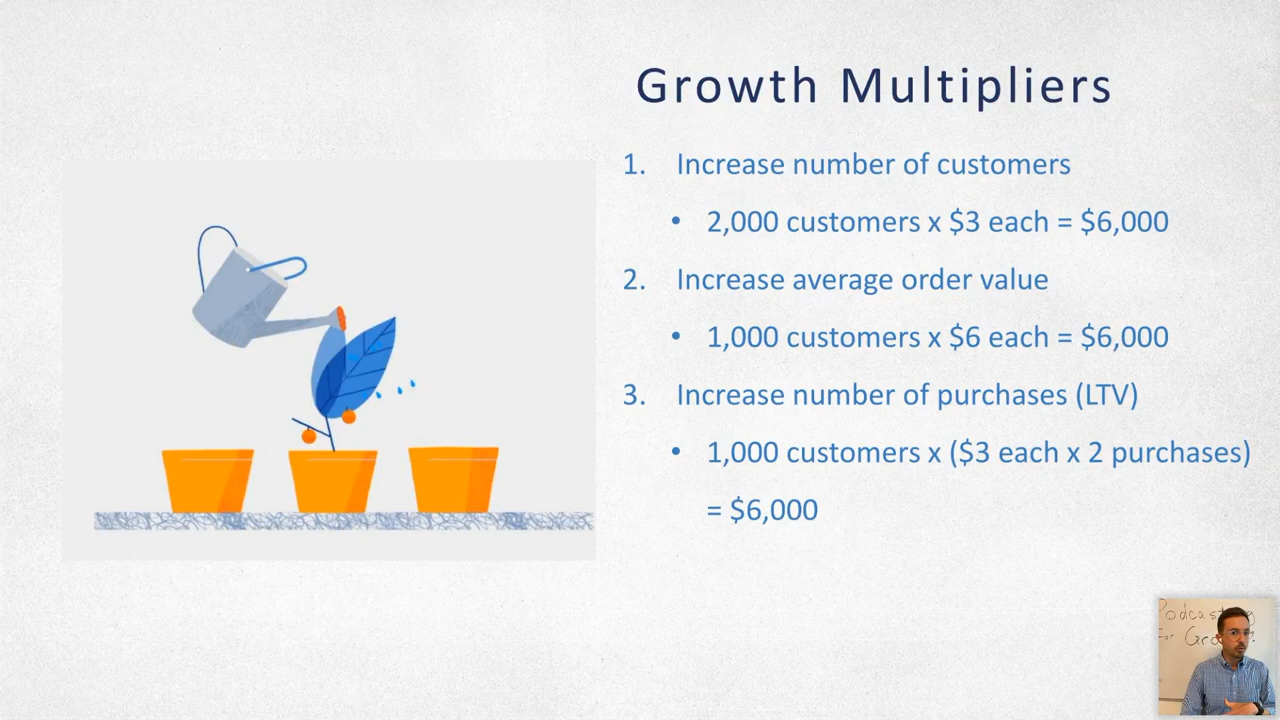 Growth Multipliers
1. Increase number of customers
• 2,000 customers x $3 each = $6,000
2. Increase average order value
• 1,000 customers x $6 each = $6,000
3. Increase number of purchases (LTV)
• 1,000 customers x ($3 each x 2 purchases)
= $6,000
Podcasting
For